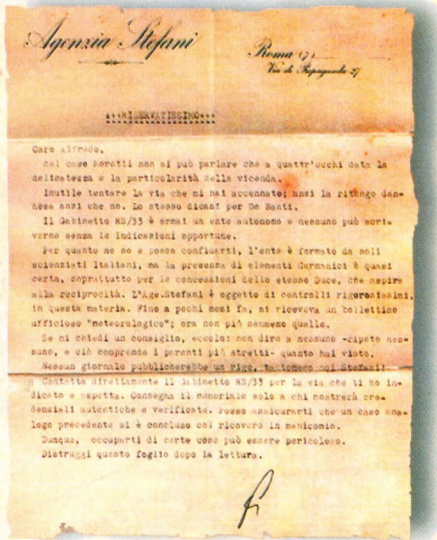 Agenzia Stefani
Roma (7)
Via di Propaganda 27
RISERVATISSIMO
Caro Alfredo,
del caso Moretti non si può parlare che a quattr'occhi data la
delicatezza e la particolarità della vicenda.
Inutile tentare la via che mi hai accennato; anzi la ritengo dan-
nosa anzi che no. Lo stesso dicasi per De Santi.
Il Gabinetto RS/33 è ormai un ente autonomo e nessuno può scri-
verne senza le indicazioni opportune.
Per quanto ne so e posso confidarti, l'ente è formato da soli
scienziati Italiani, ma la presenza di elementi Germanici è quasi
certa, soprattutto per le concessioni dello stesso Duce, che aspira
alla reciprocità. L'Age.Stefani è oggetto di controlli rigorosissimi,
in questa materia. Fino a pochi mesi fa, si riceveva un bollettino
ufficioso "meteorologico"; ora non più nemmeno quello.
Se mi chiedi un consiglio, eccolo: non dire a nessuno -ripeto nes-
suno, e ciò comprende i parenti più stretti- quanto hai visto.
Nessun giornale pubblicherebbe un rigo, tantomeno noi Stefani!
Contatta direttamente il Gabinetto RS/33 per la via che ti ho in-
dicato e aspetta. Consegna il memoriale solo a chi mostrerà cre-
denziali autentiche e verificate. Posso assicurarti che un caso ana-
logo precedente si è concluso col ricovero in manicomio.
Dunque, occuparti di certe cose può essere pericoloso.
Distruggi questo foglio dopo la lettura.